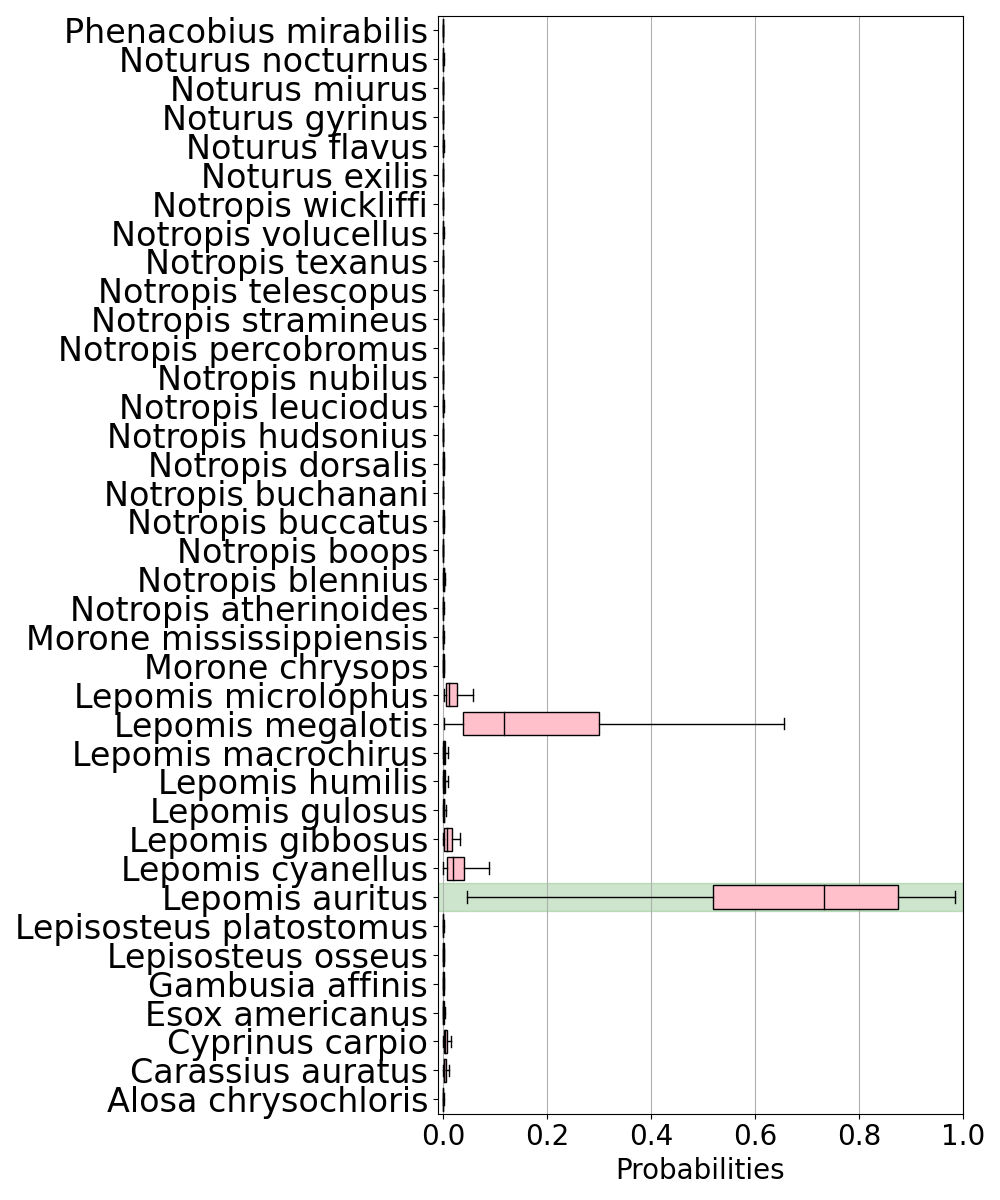 Phenacobius mirabilis
Noturus nocturnus
Noturus miurus
Noturus gyrinus
Noturus flavus
Noturus exilis
Notropis wickliffi
Notropis volucellus
Notropis texanus
Notropis telescopus
Notropis stramineus
Notropis percobromus
Notropis nubilus
Notropis leuciodus
Notropis hudsonius
Notropis dorsalis
Notropis buchanani
Notropis buccatus
Notropis boops
Notropis blennius
Notropis atherinoides
Morone mississippiensis
Morone chrysops
Lepomis microlophus
Lepomis megalotis
Lepomis macrochirus
Lepomis humilis
Lepomis gulosus
Lepomis gibbosus
Lepomis cyanellus
Lepomis auritus
Lepisosteus platostomus
Lepisosteus osseus
Gambusia affinis
Esox americanus
Cyprinus carpio
Carassius auratus
Alosa chrysochloris
0.0 0.2 0.4 0.6 0.8 1.0
Probabilities